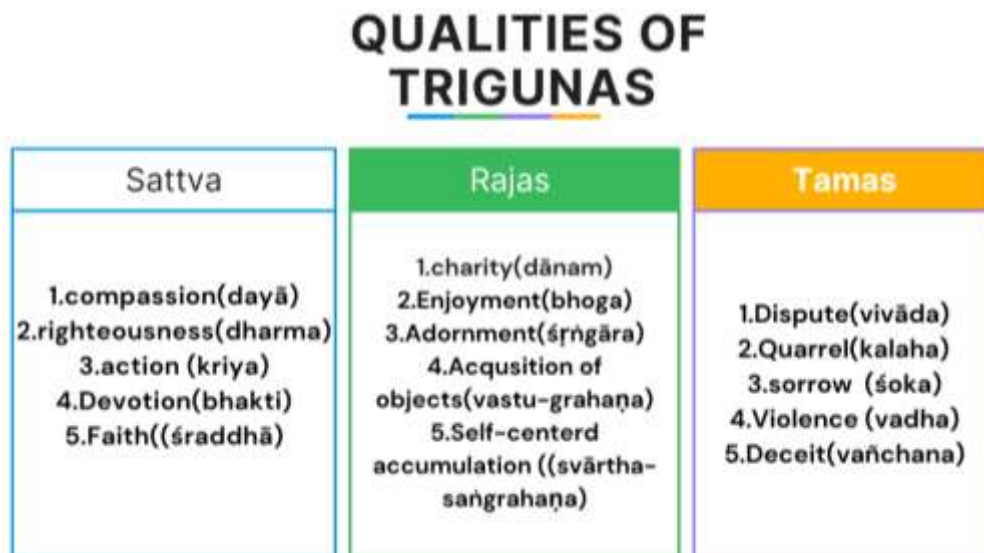 QUALITIES OF
TRIGUNAS
Sattva
1.compassion(dayā)
2.righteousness(dharma)
3.action (kriya)
4.Devotion(bhakti)
5.Faith((śraddhā)
Rajas
1.charity(dānam)
2.Enjoyment(bhoga)
3.Adornment(śṛṅgāra)
4.Acqusition of
objects(vastu-grahaṇa)
5.Self-centerd
accumulation ((svārtha-
saṅgrahaṇa)
Tamas
1.Dispute(vivāda)
2.Quarrel(kalaha)
3.sorrow (śoka)
4.Violence (vadha)
5.Deceit(vañchana)